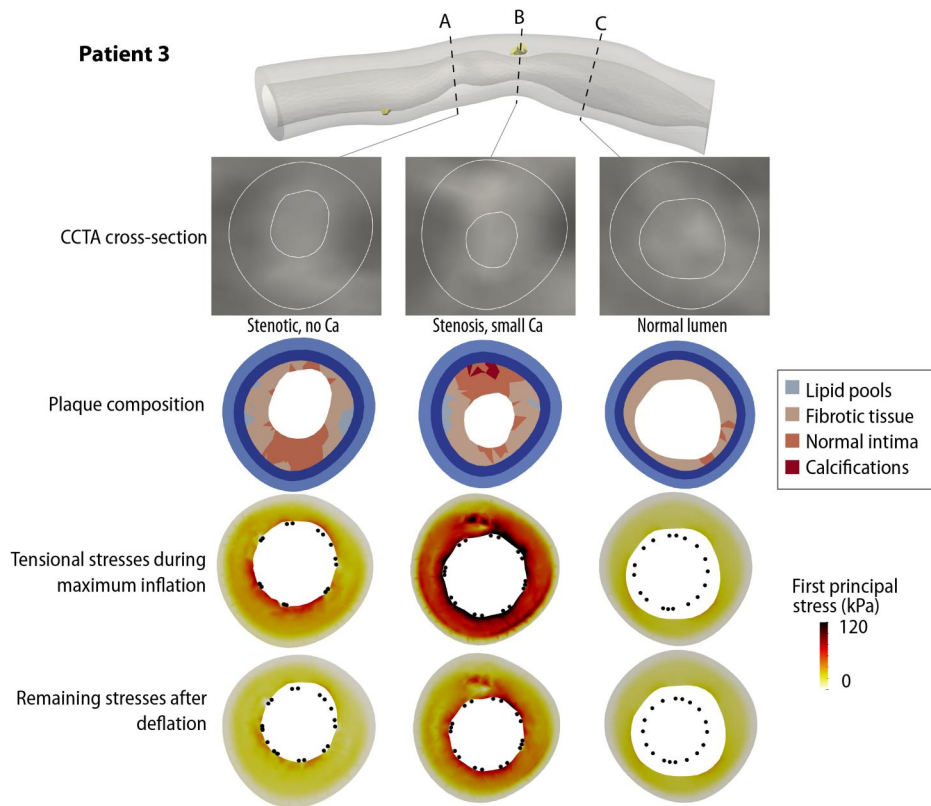 Patient 3
A
B
C
CCTA cross-section
Stenotic, no Ca
Stenosis, small Ca
Normal lumen
Plaque composition
Lipid pools
Fibrotic tissue
Normal intima
Calcifications
Tensional stresses during
maximum inflation
First principal
stress (kPa)
120
0
Remaining stresses after
deflation